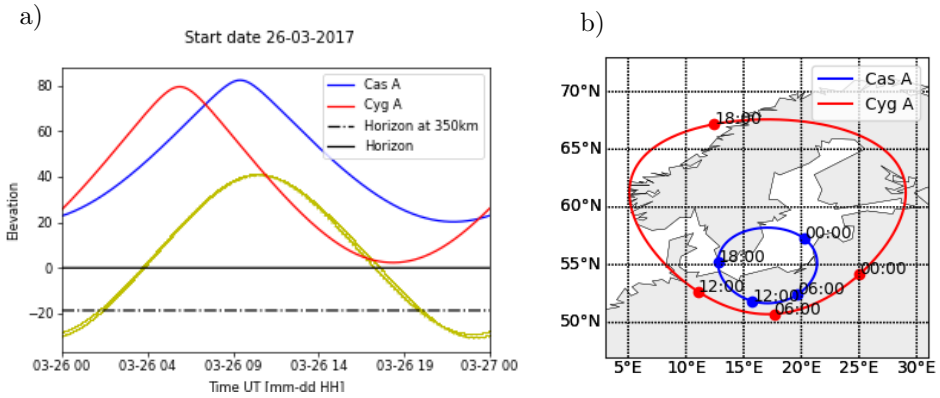 a)
Start date 26-03-2017
Cas A
Cyg A
Horizon at 350km
Horizon
Elevation
80
60
40
20
0
−20
03-26 00
03-26 04
03-26 09
03-26 14
03-26 19
03-27 00
Time UT [mm-dd HH]
b)
Cas A
Cyg A
70°N
65°N
60°N
55°N
50°N
18:00
00:00
18:00
00:00
12:00
06:00
12:00
06:00
5°E
10°E
15°E
20°E
25°E
30°E